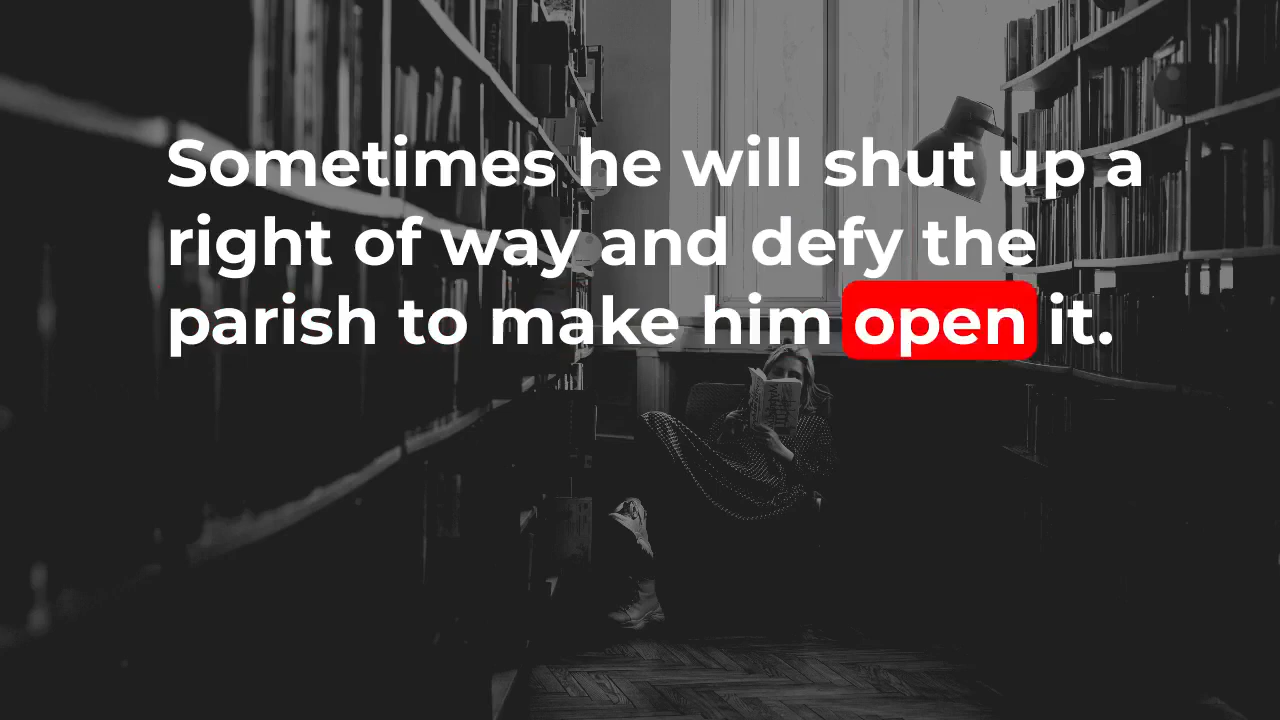 Sometimes he will shut up a
right of way and defy the
parish to make him open it.